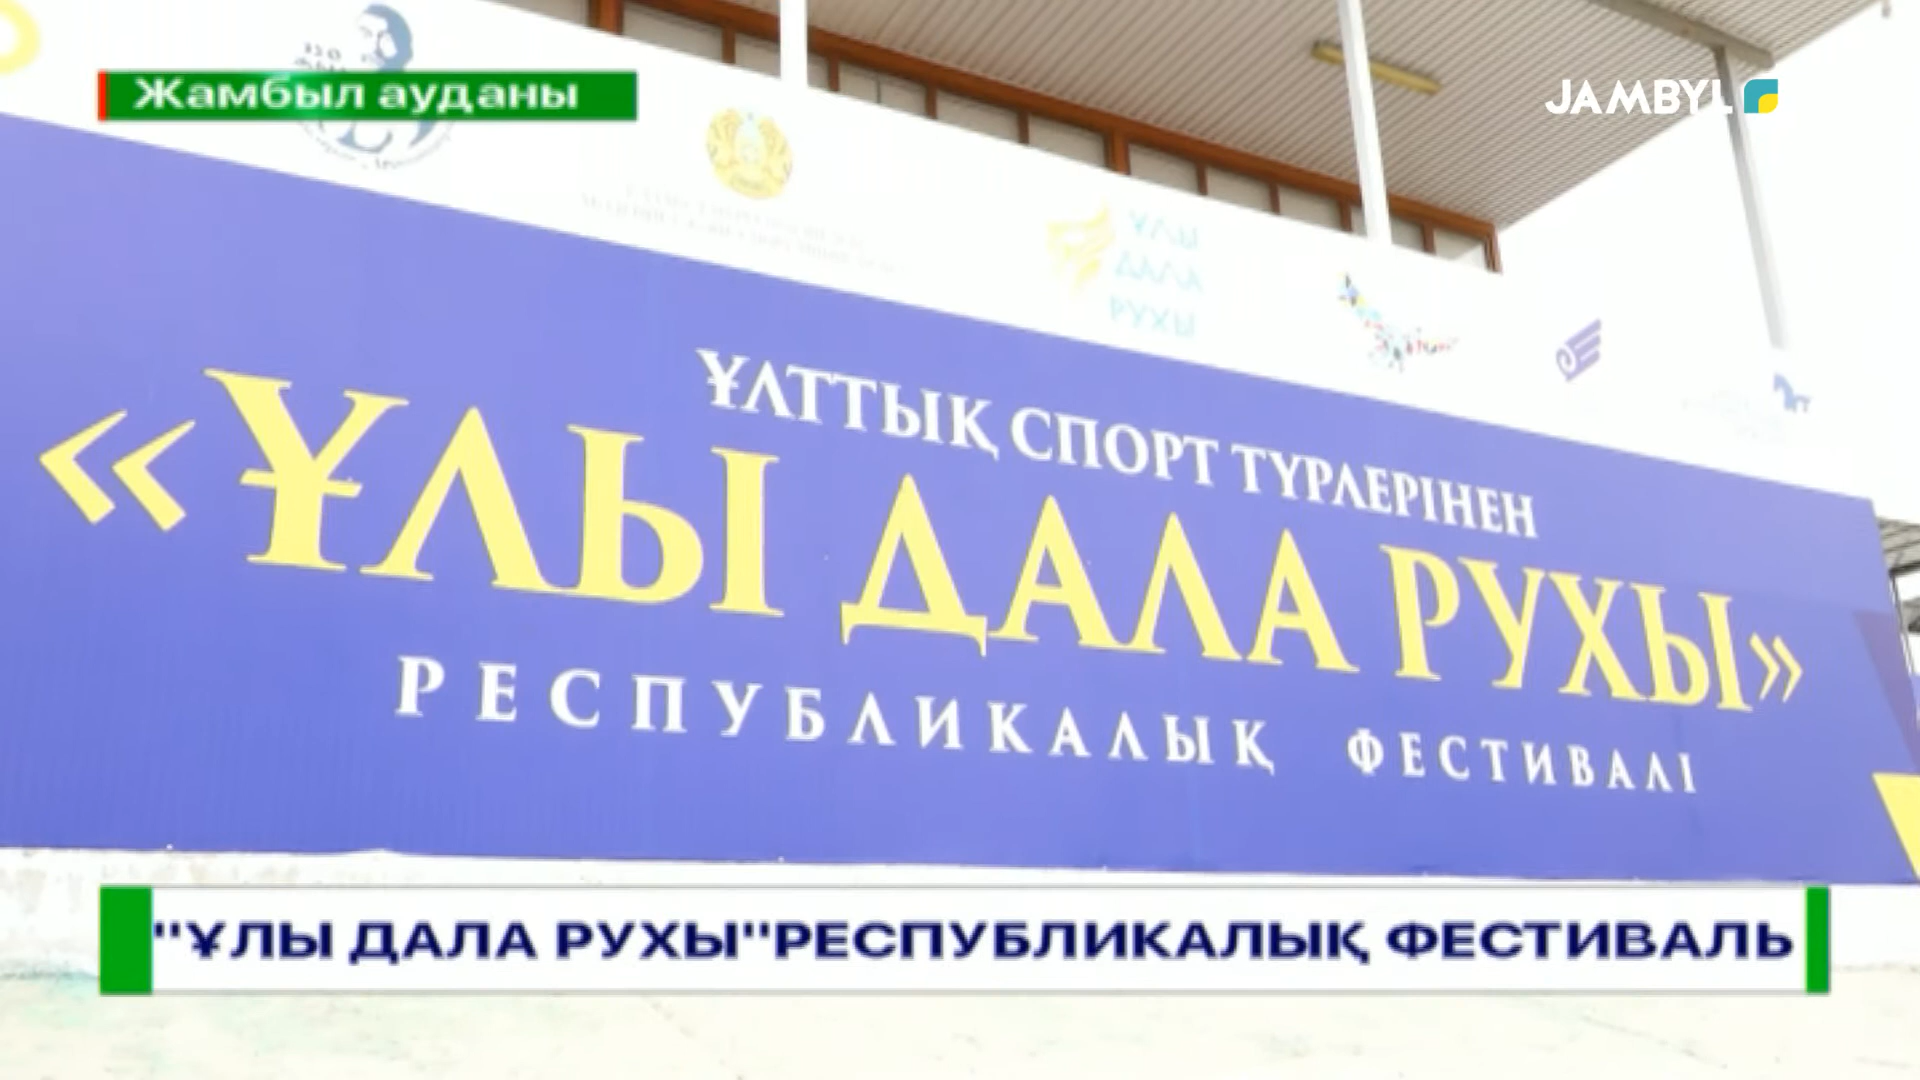 Жамбыл ауданы
JAMBYL
ҰЛЫ
ДАЛА
РУХЫ
ҰЛТТЫҚ СПОРТ ТҮРЛЕРІНЕН
«ҰЛЫ ДАЛА РУХЫ»
РЕСПУБЛИКАЛЫҚ ФЕСТИВАЛІ
"ҰЛЫ ДАЛА РУХЫ"РЕСПУБЛИКАЛЫҚ ФЕСТИВАЛЬ